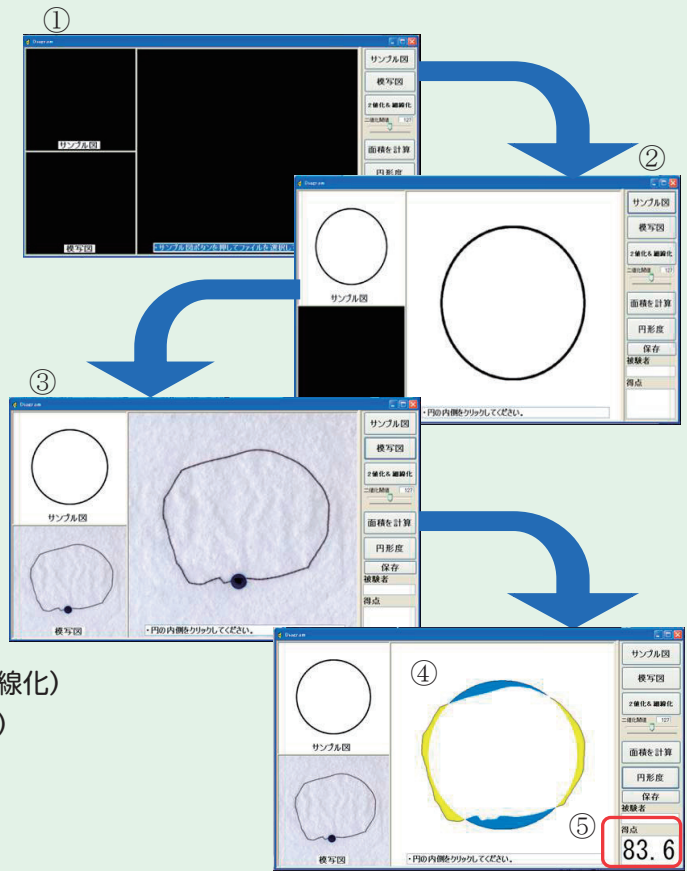 ①
Diagram
サンプル図
模写図
2値化&細線化
二値化閾値 127
面積を計算
円形度
サンプル図
模写図
・サンプル図ボタンを押してファイルを選択し
②
Diagram
サンプル図
模写図
2値化&細線化
二値化閾値 127
面積を計算
円形度
保存
被験者
得点
サンプル図
・円の内側をクリックしてください。
③
Diagram
サンプル図
模写図
2値化&細線化
二値化閾値 127
面積を計算
円形度
保存
被験者
得点
サンプル図
模写図
・円の内側をクリックしてください。
線化)
)
Diagram
④
サンプル図
模写図
2値化&細線化
二値化閾値 127
面積を計算
円形度
保存
被験者
得点
⑤
83.6
サンプル図
模写図
・円の内側をクリックしてください。